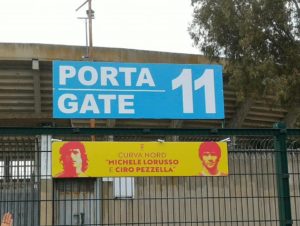 PORTA
GATE
11
CURVA NORD
"MICHELE LORUSSO
E CIRO PEZZELLA"